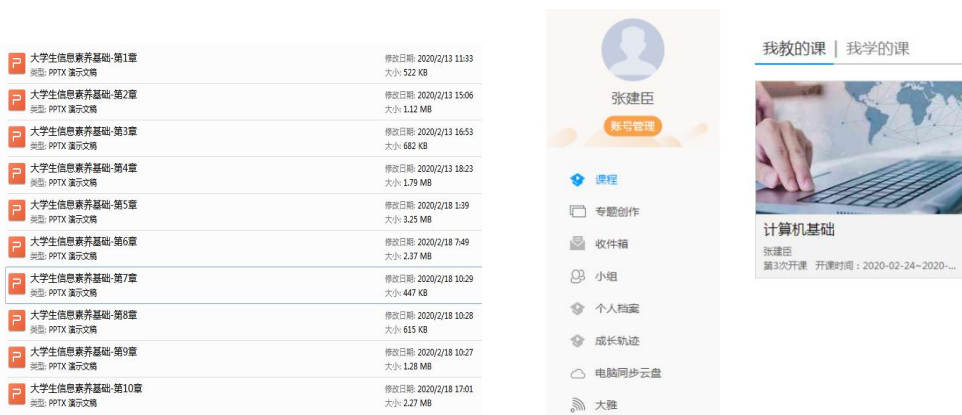 大学生信息素养基础-第1章
类型: PPTX 演示文稿
修改日期: 2020/2/13 11:33
大小: 522 KB
大学生信息素养基础-第2章
类型: PPTX 演示文稿
修改日期: 2020/2/13 15:06
大小: 1.12 MB
大学生信息素养基础-第3章
类型: PPTX 演示文稿
修改日期: 2020/2/13 16:53
大小: 682 KB
大学生信息素养基础-第4章
类型: PPTX 演示文稿
修改日期: 2020/2/13 18:23
大小: 1.79 MB
大学生信息素养基础-第5章
类型: PPTX 演示文稿
修改日期: 2020/2/18 1:39
大小: 3.25 MB
大学生信息素养基础-第6章
类型: PPTX 演示文稿
修改日期: 2020/2/18 7:49
大小: 2.37 MB
大学生信息素养基础-第7章
类型: PPTX 演示文稿
修改日期: 2020/2/18 10:29
大小: 447 KB
大学生信息素养基础-第8章
类型: PPTX 演示文稿
修改日期: 2020/2/18 10:28
大小: 615 KB
大学生信息素养基础-第9章
类型: PPTX 演示文稿
修改日期: 2020/2/18 10:27
大小: 1.28 MB
大学生信息素养基础-第10章
类型: PPTX 演示文稿
修改日期: 2020/2/18 17:01
大小: 2.27 MB
张建臣
账号管理
课程
专题创作
收件箱
小组
个人档案
成长轨迹
电脑同步云盘
大雅
我教的课 | 我学的课
计算机基础
张建臣
第3次开课 开课时间：2020-02-24~2020-...